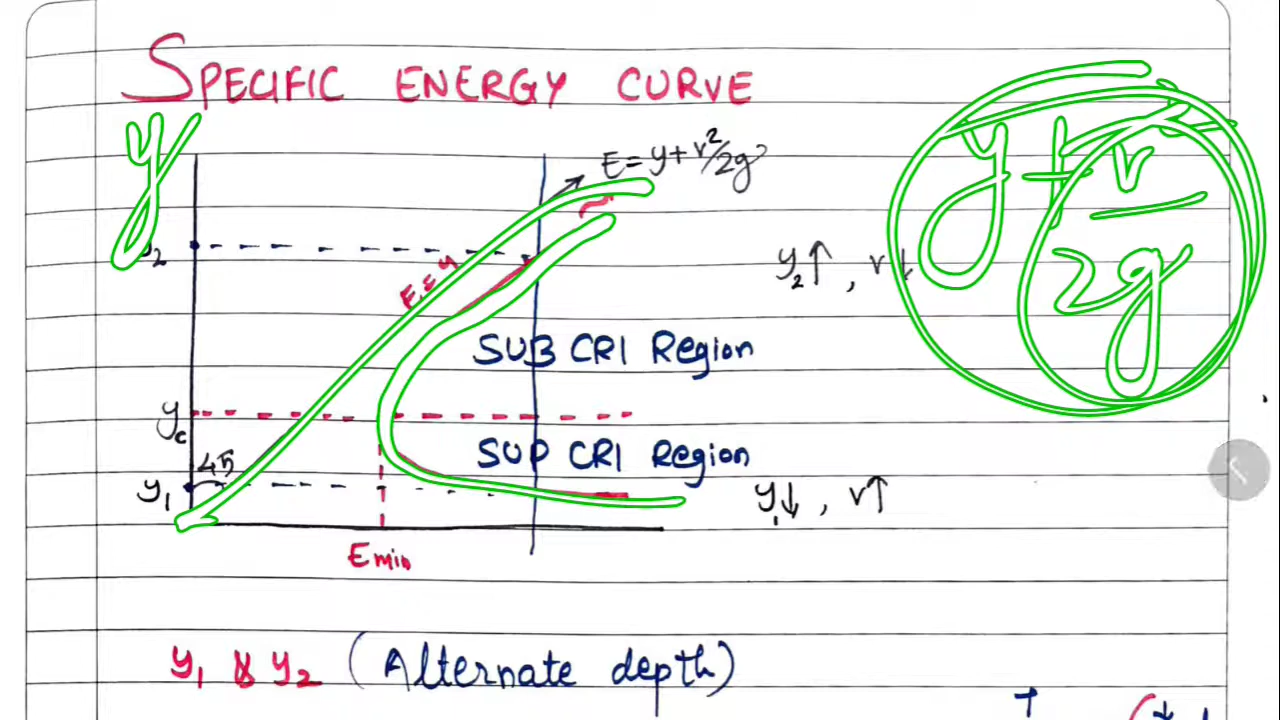 SPECIFIC ENERGY CURVE
y
E = y + v²/2g
y + v²/2g
y2
E = y
y2↑, v↓
SUB CRI Region
yc
SUP CRI Region
45
y1
y↓, v↑
Emin
y1 & y2 (Alternate depth)